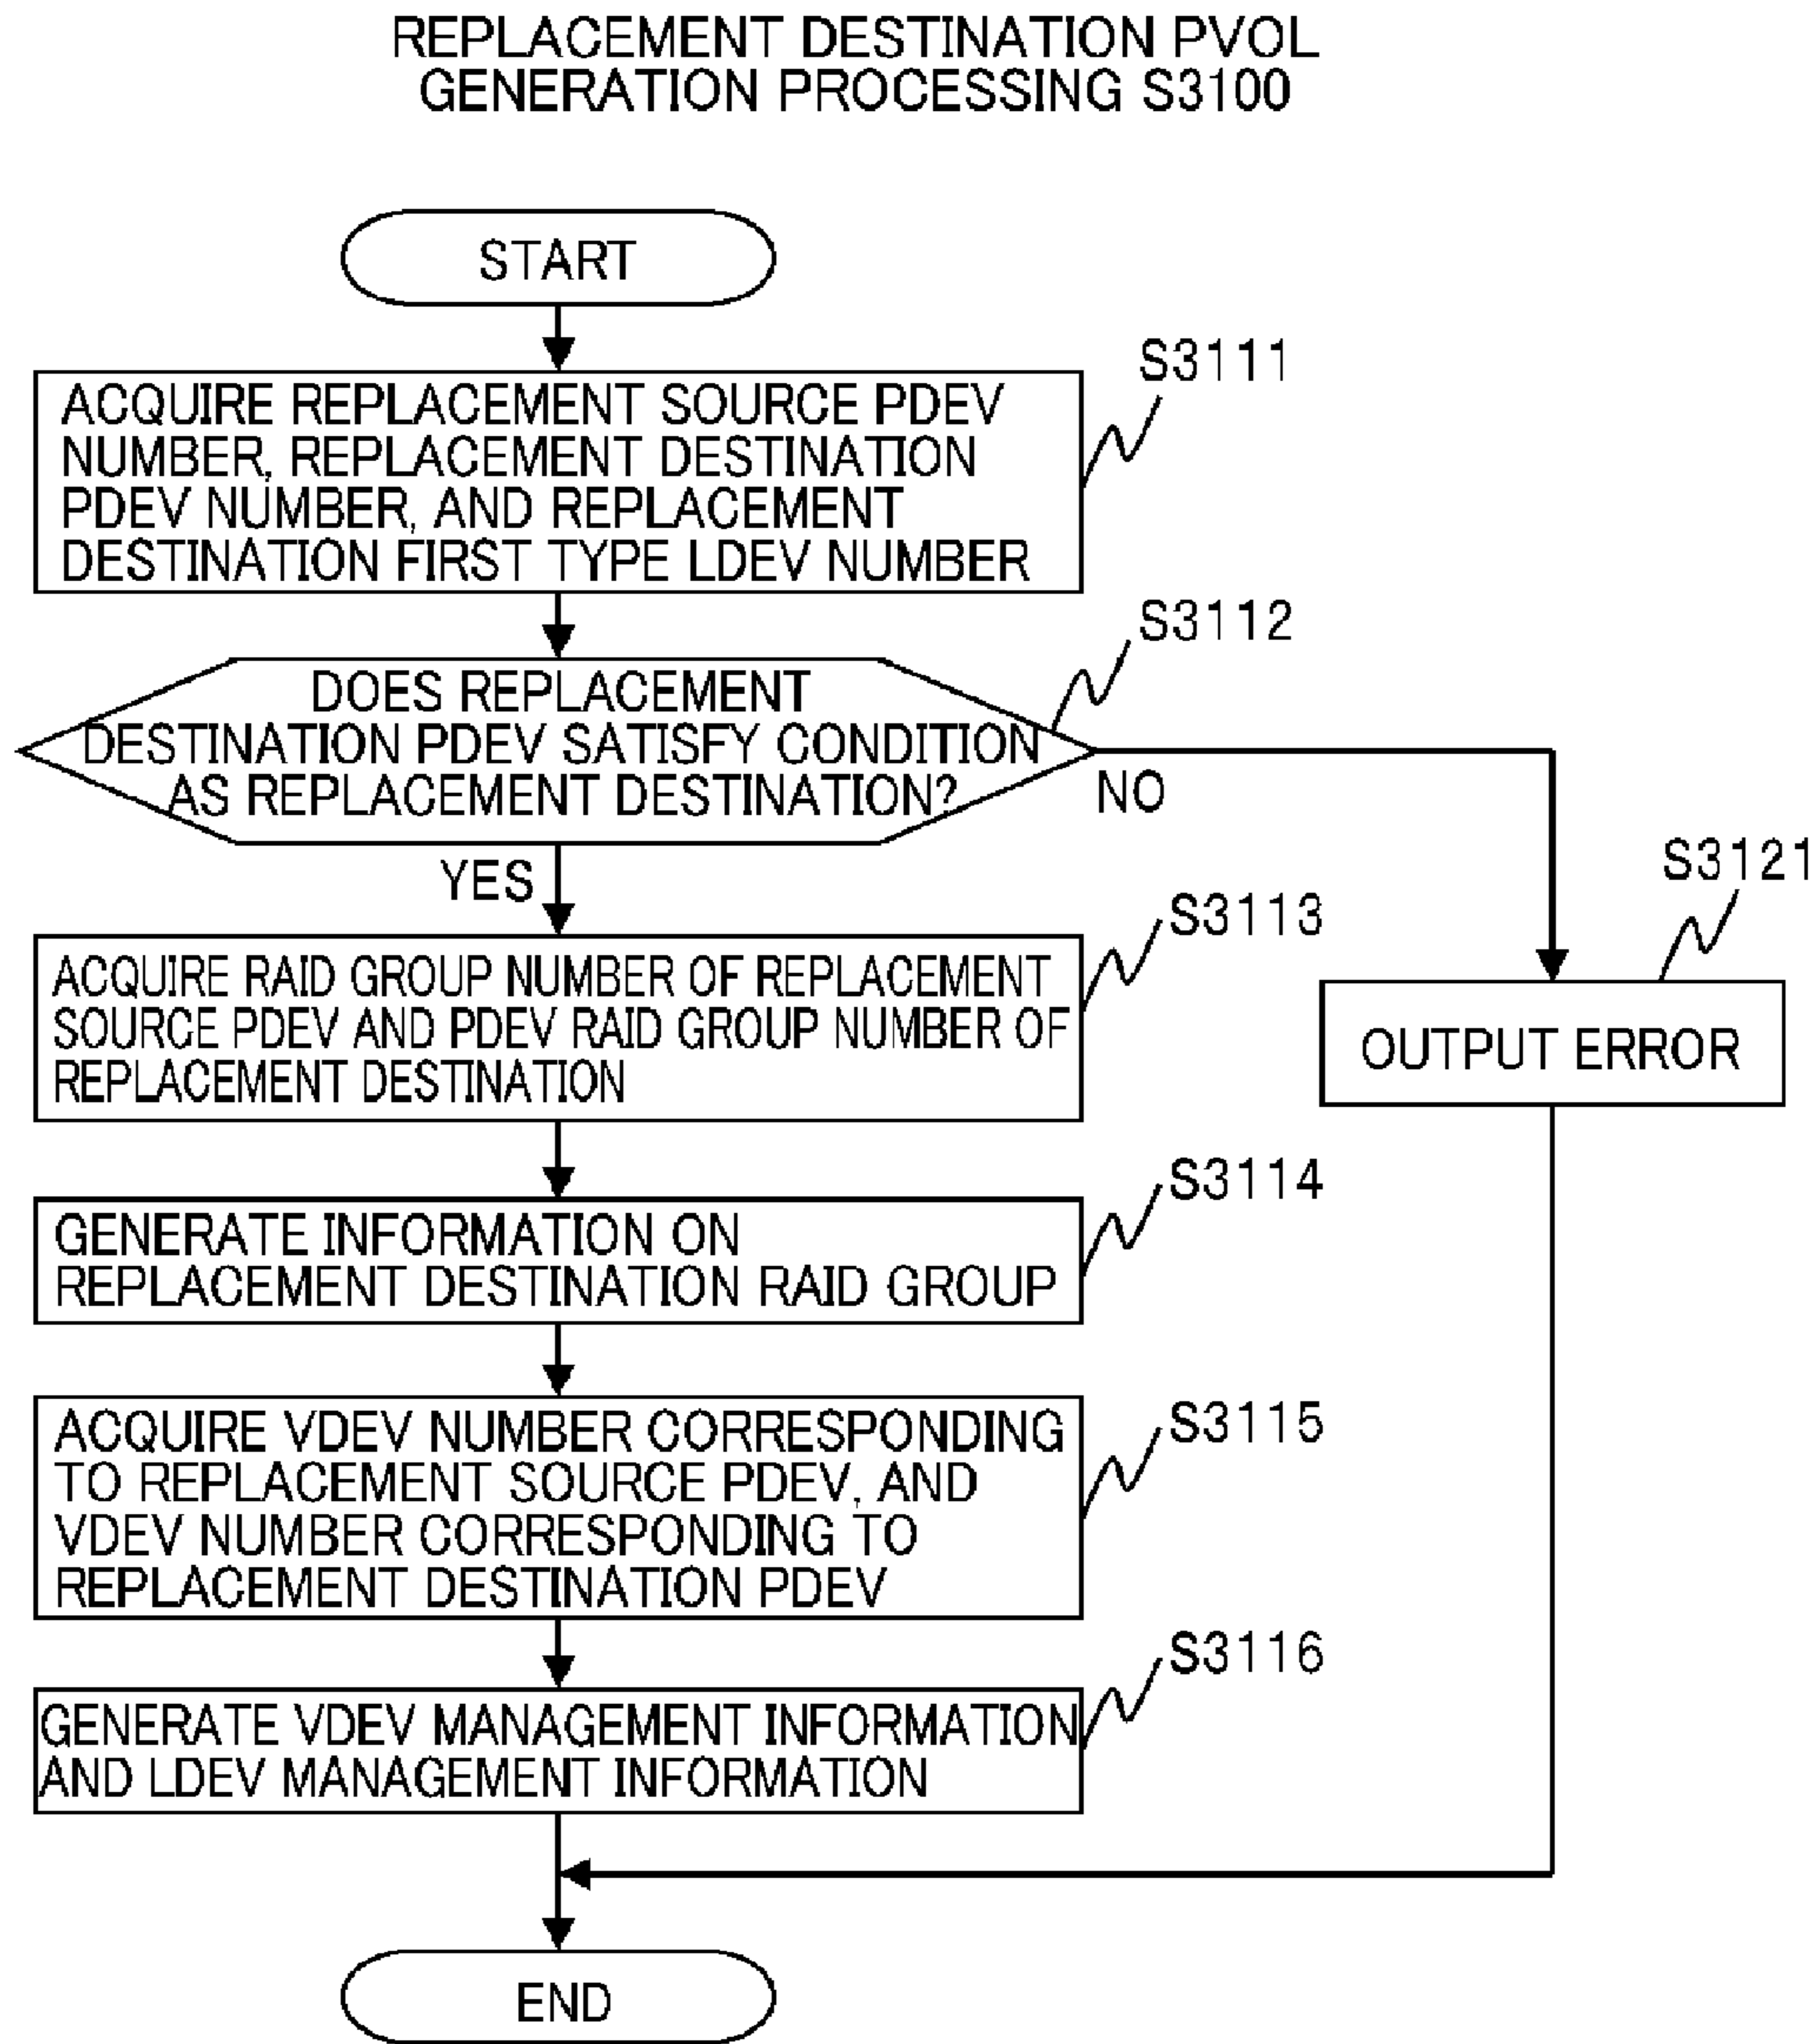 REPLACEMENT DESTINATION PVOL
GENERATION PROCESSING S3100
START
S3111
ACQUIRE REPLACEMENT SOURCE PDEV
NUMBER, REPLACEMENT DESTINATION
PDEV NUMBER, AND REPLACEMENT
DESTINATION FIRST TYPE LDEV NUMBER
S3112
DOES REPLACEMENT
DESTINATION PDEV SATISFY CONDITION
AS REPLACEMENT DESTINATION?
NO
YES
S3121
OUTPUT ERROR
S3113
ACQUIRE RAID GROUP NUMBER OF REPLACEMENT
SOURCE PDEV AND PDEV RAID GROUP NUMBER OF
REPLACEMENT DESTINATION
S3114
GENERATE INFORMATION ON
REPLACEMENT DESTINATION RAID GROUP
S3115
ACQUIRE VDEV NUMBER CORRESPONDING
TO REPLACEMENT SOURCE PDEV, AND
VDEV NUMBER CORRESPONDING TO
REPLACEMENT DESTINATION PDEV
S3116
GENERATE VDEV MANAGEMENT INFORMATION
AND LDEV MANAGEMENT INFORMATION
END